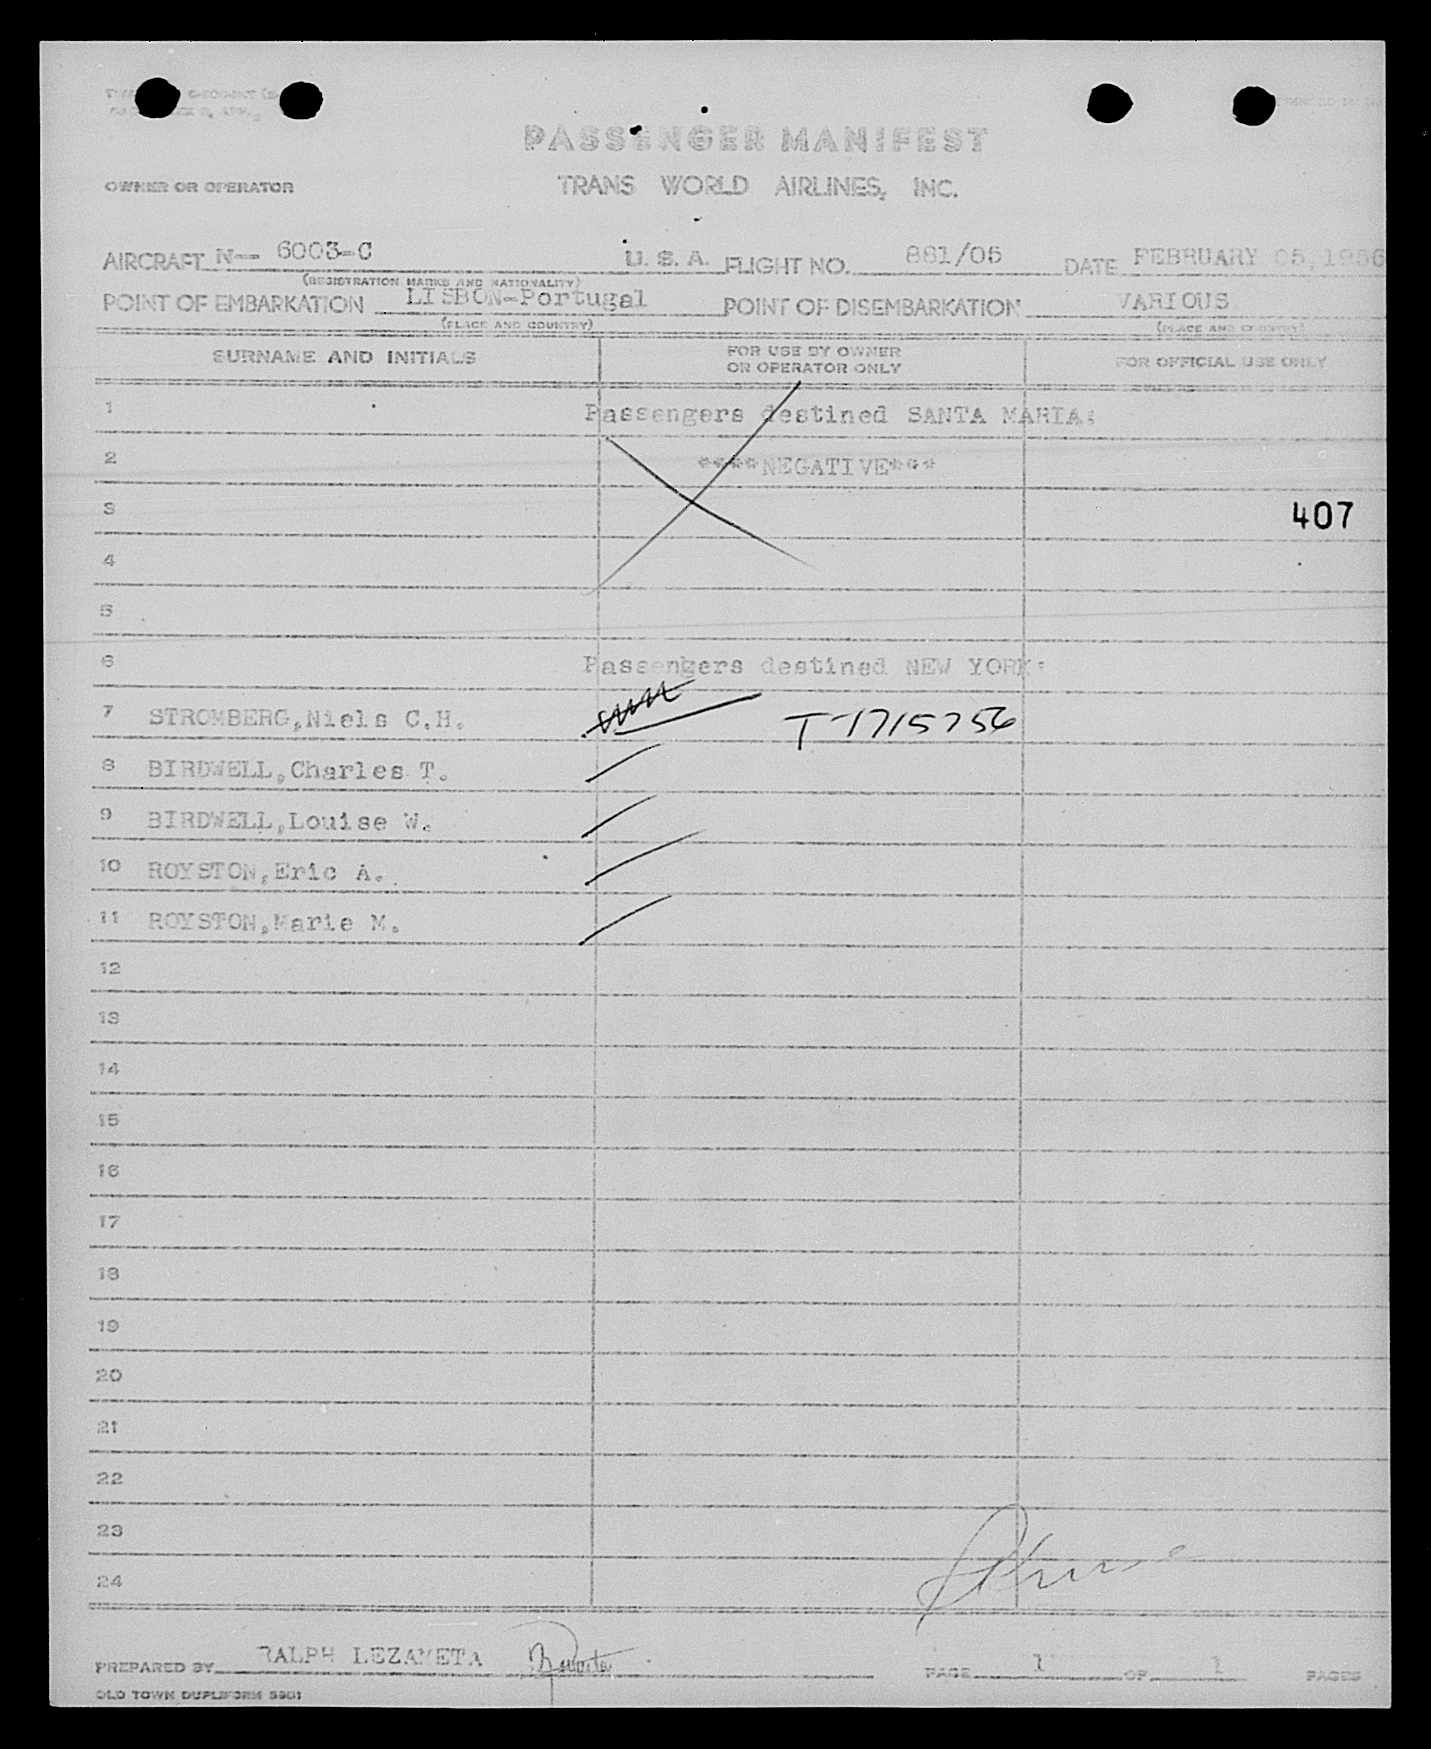 PASSENGER MANIFEST
OWNER OR OPERATOR TRANS WORLD AIRLINES, INC.
AIRCRAFT N-- 6003-C U. S. A. FLIGHT NO. 881/05 DATE FEBRUARY 05, 1956
(REGISTRATION MARKS AND NATIONALITY)
POINT OF EMBARKATION LISBON-Portugal POINT OF DISEMBARKATION VARIOUS
(PLACE AND COUNTRY) (PLACE AND COUNTRY)
SURNAME AND INITIALS FOR USE BY OWNER OR OPERATOR ONLY FOR OFFICIAL USE ONLY
1 Passengers destined SANTA MARIA:
2 ****NEGATIVE***
3 407
4
5
6 Passengers destined NEW YORK:
7 STROMBERG,Niels C.H. T-1715756
8 BIRDWELL,Charles T.
9 BIRDWELL,Louise W.
10 ROYSTON,Eric A.
11 ROYSTON,Marie M.
12
13
14
15
16
17
18
19
20
21
22
23
24
PREPARED BY RALPH LEZAMETA PAGE 1 OF 1 PAGES
OLD TOWN DUPLIFORM 5901